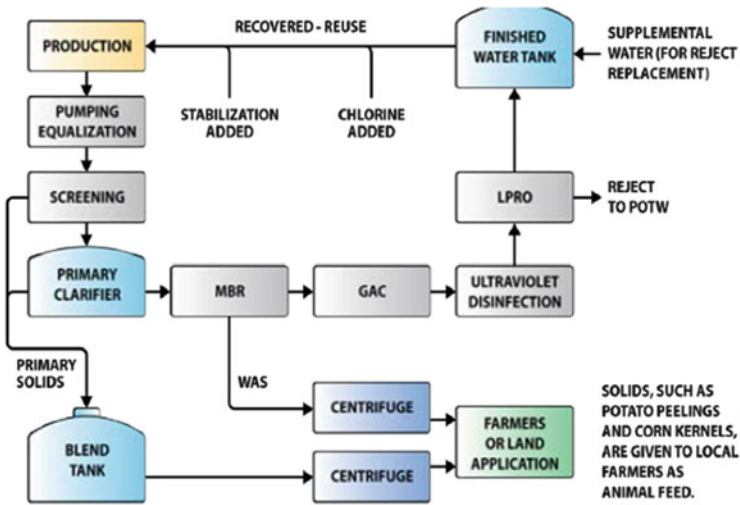 RECOVERED - REUSE
PRODUCTION
FINISHED
WATER TANK
SUPPLEMENTAL
WATER (FOR REJECT
REPLACEMENT)
PUMPING
EQUALIZATION
STABILIZATION
ADDED
CHLORINE
ADDED
SCREENING
LPRO
REJECT
TO POTW
PRIMARY
CLARIFIER
MBR
GAC
ULTRAVIOLET
DISINFECTION
PRIMARY
SOLIDS
WAS
CENTRIFUGE
BLEND
TANK
CENTRIFUGE
FARMERS
OR LAND
APPLICATION
SOLIDS, SUCH AS
POTATO PEELINGS
AND CORN KERNELS,
ARE GIVEN TO LOCAL
FARMERS AS
ANIMAL FEED.